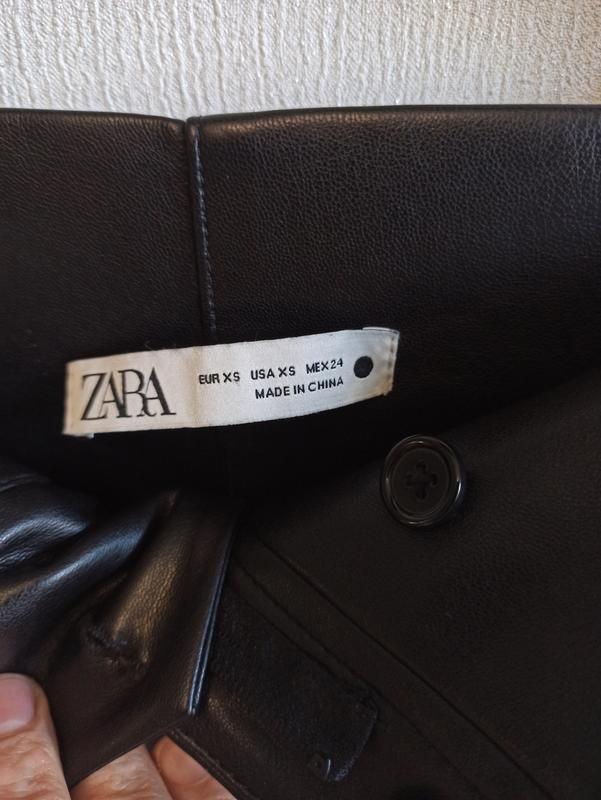 ZARA
EUR XS USA XS MEX 24
MADE IN CHINA